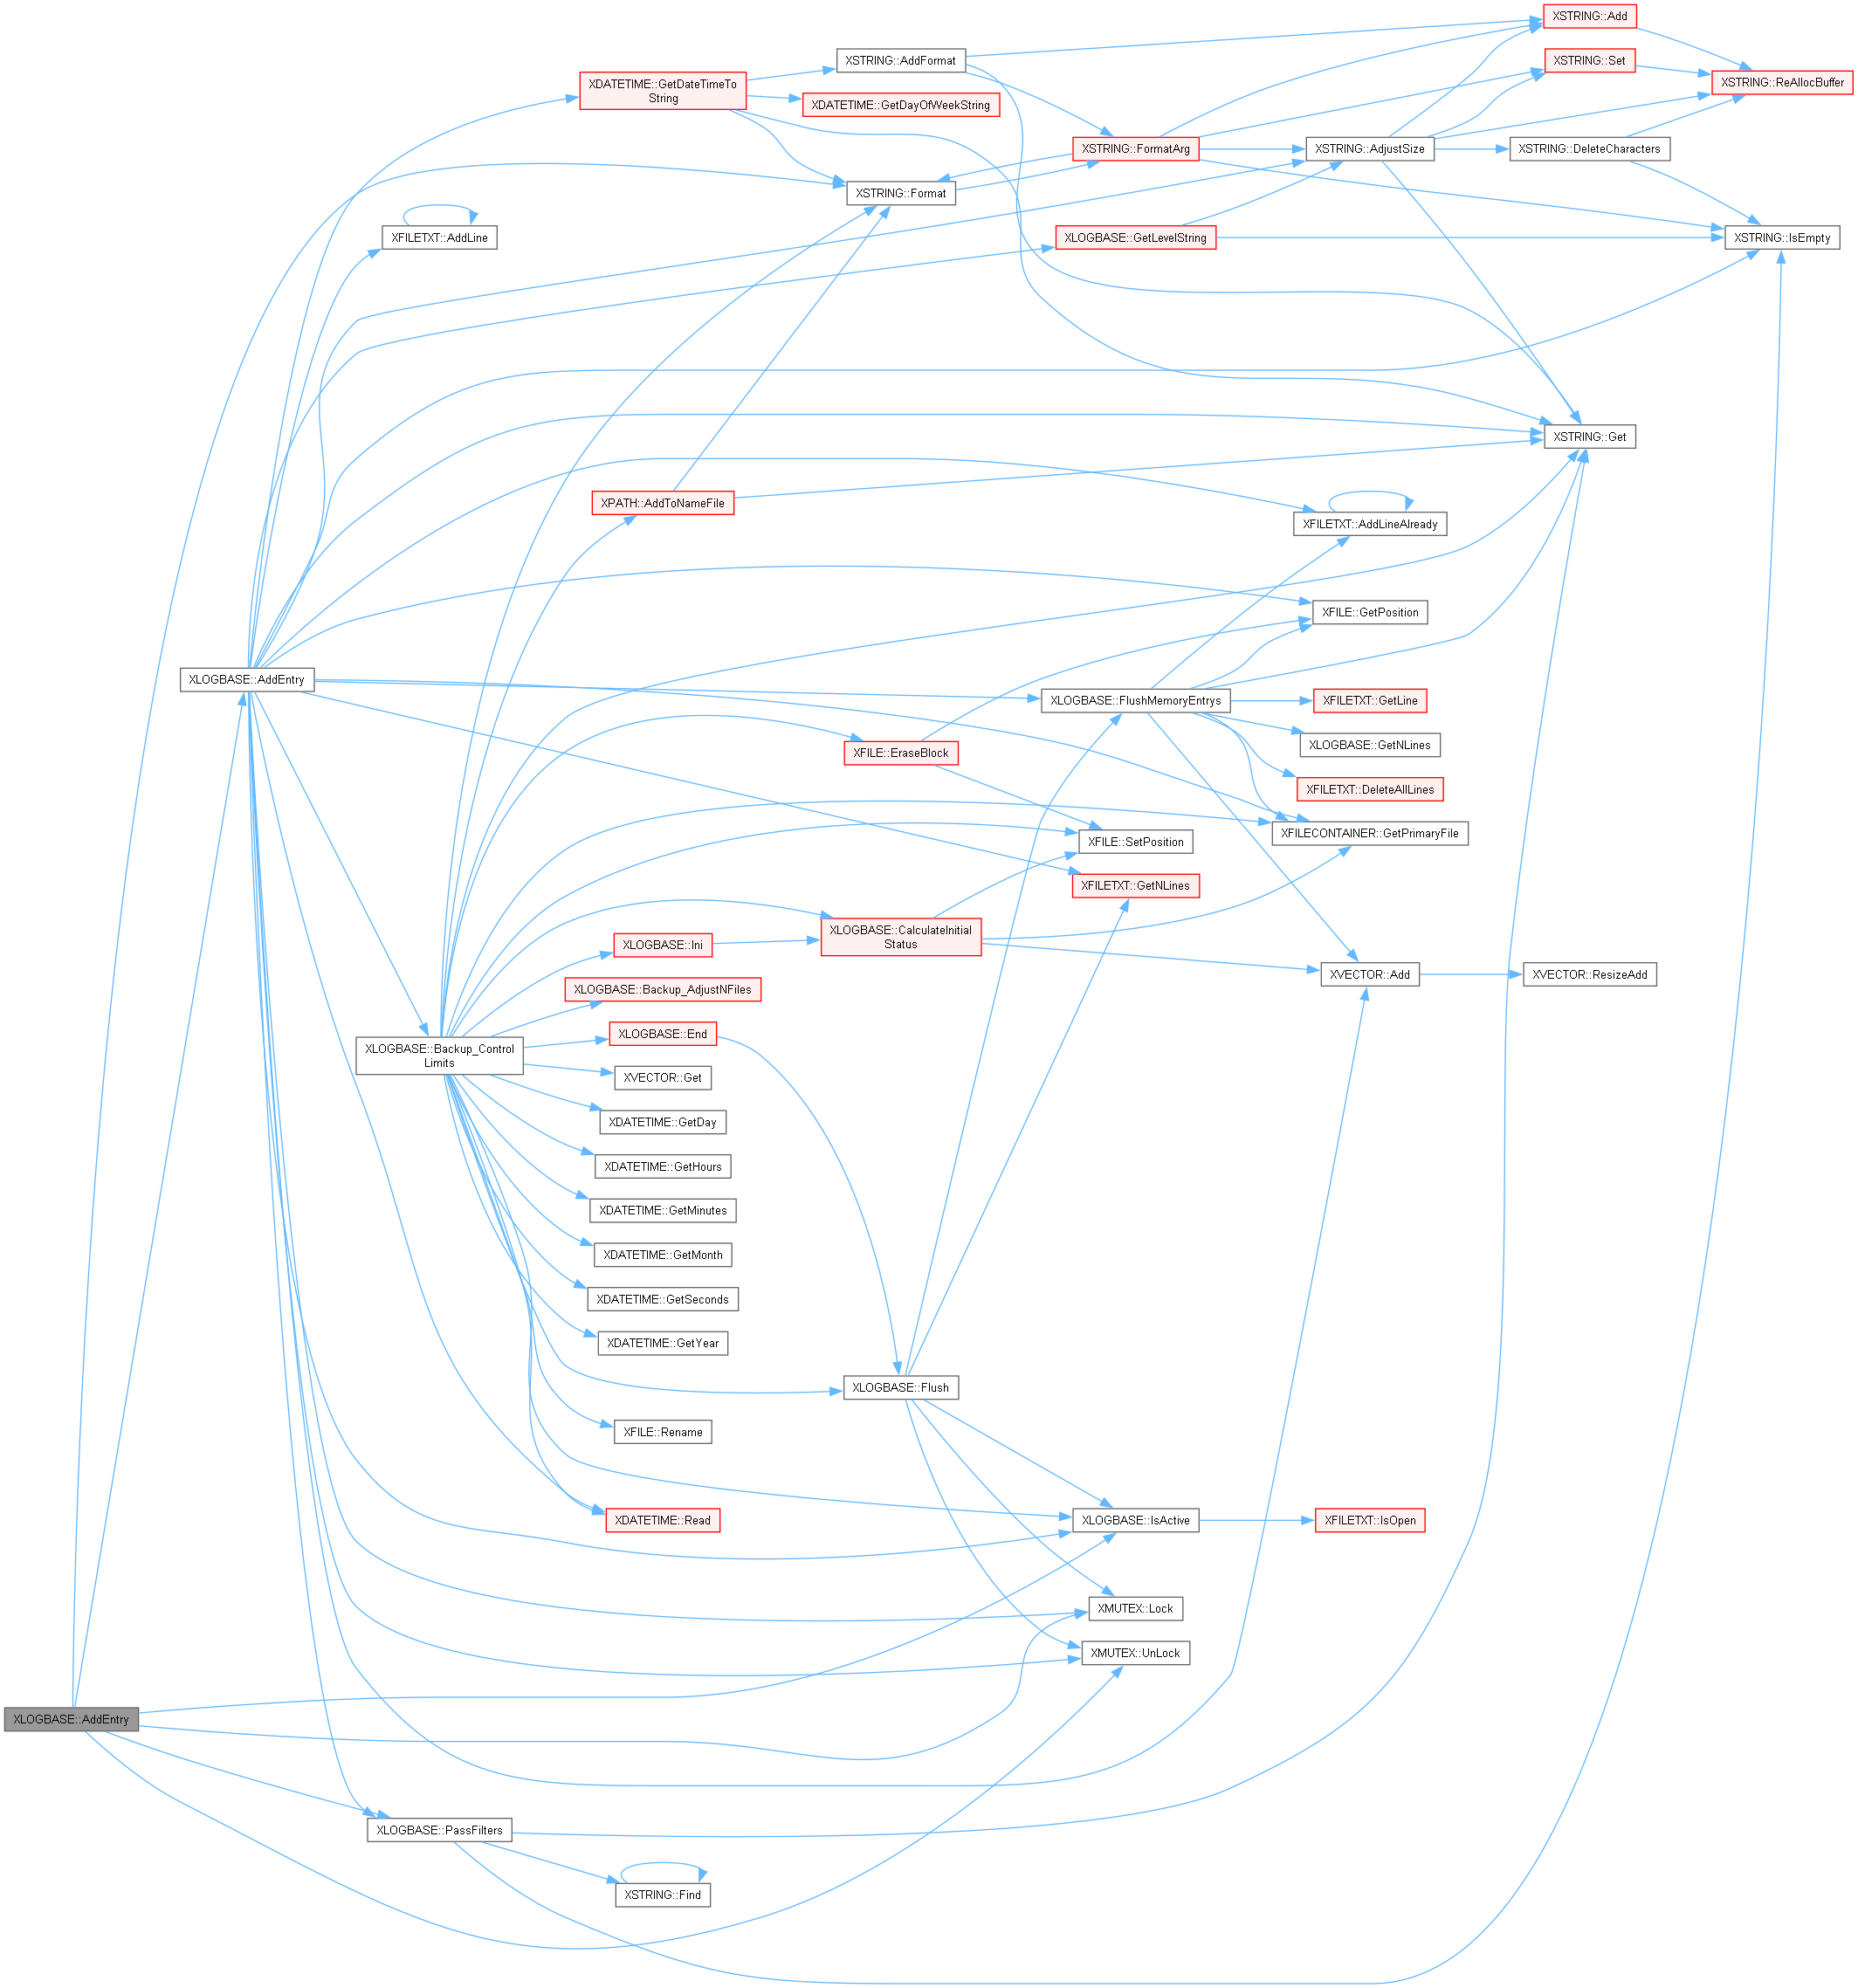 XSTRING::Add
XSTRING::AddFormat
XSTRING::Set
XSTRING::ReAllocBuffer
XDATETIME::GetDateTimeTo
String
XDATETIME::GetDayOfWeekString
XSTRING::FormatArg
XSTRING::AdjustSize
XSTRING::DeleteCharacters
XSTRING::Format
XFILETXT::AddLine
XLOGBASE::GetLevelString
XSTRING::IsEmpty
XSTRING::Get
XPATH::AddToNameFile
XFILETXT::AddLineAlready
XFILE::GetPosition
XLOGBASE::AddEntry
XLOGBASE::FlushMemoryEntrys
XFILETXT::GetLine
XLOGBASE::GetNLines
XFILE::EraseBlock
XFILETXT::DeleteAllLines
XFILECONTAINER::GetPrimaryFile
XFILE::SetPosition
XFILETXT::GetNLines
XLOGBASE::CalculateInitial
Status
XLOGBASE::Ini
XVECTOR::Add
XVECTOR::ResizeAdd
XLOGBASE::Backup_AdjustNFiles
XLOGBASE::End
XLOGBASE::Backup_Control
Limits
XVECTOR::Get
XDATETIME::GetDay
XDATETIME::GetHours
XDATETIME::GetMinutes
XDATETIME::GetMonth
XDATETIME::GetSeconds
XDATETIME::GetYear
XLOGBASE::Flush
XFILE::Rename
XDATETIME::Read
XLOGBASE::IsActive
XFILETXT::IsOpen
XMUTEX::Lock
XMUTEX::UnLock
XLOGBASE::AddEntry
XLOGBASE::PassFilters
XSTRING::Find